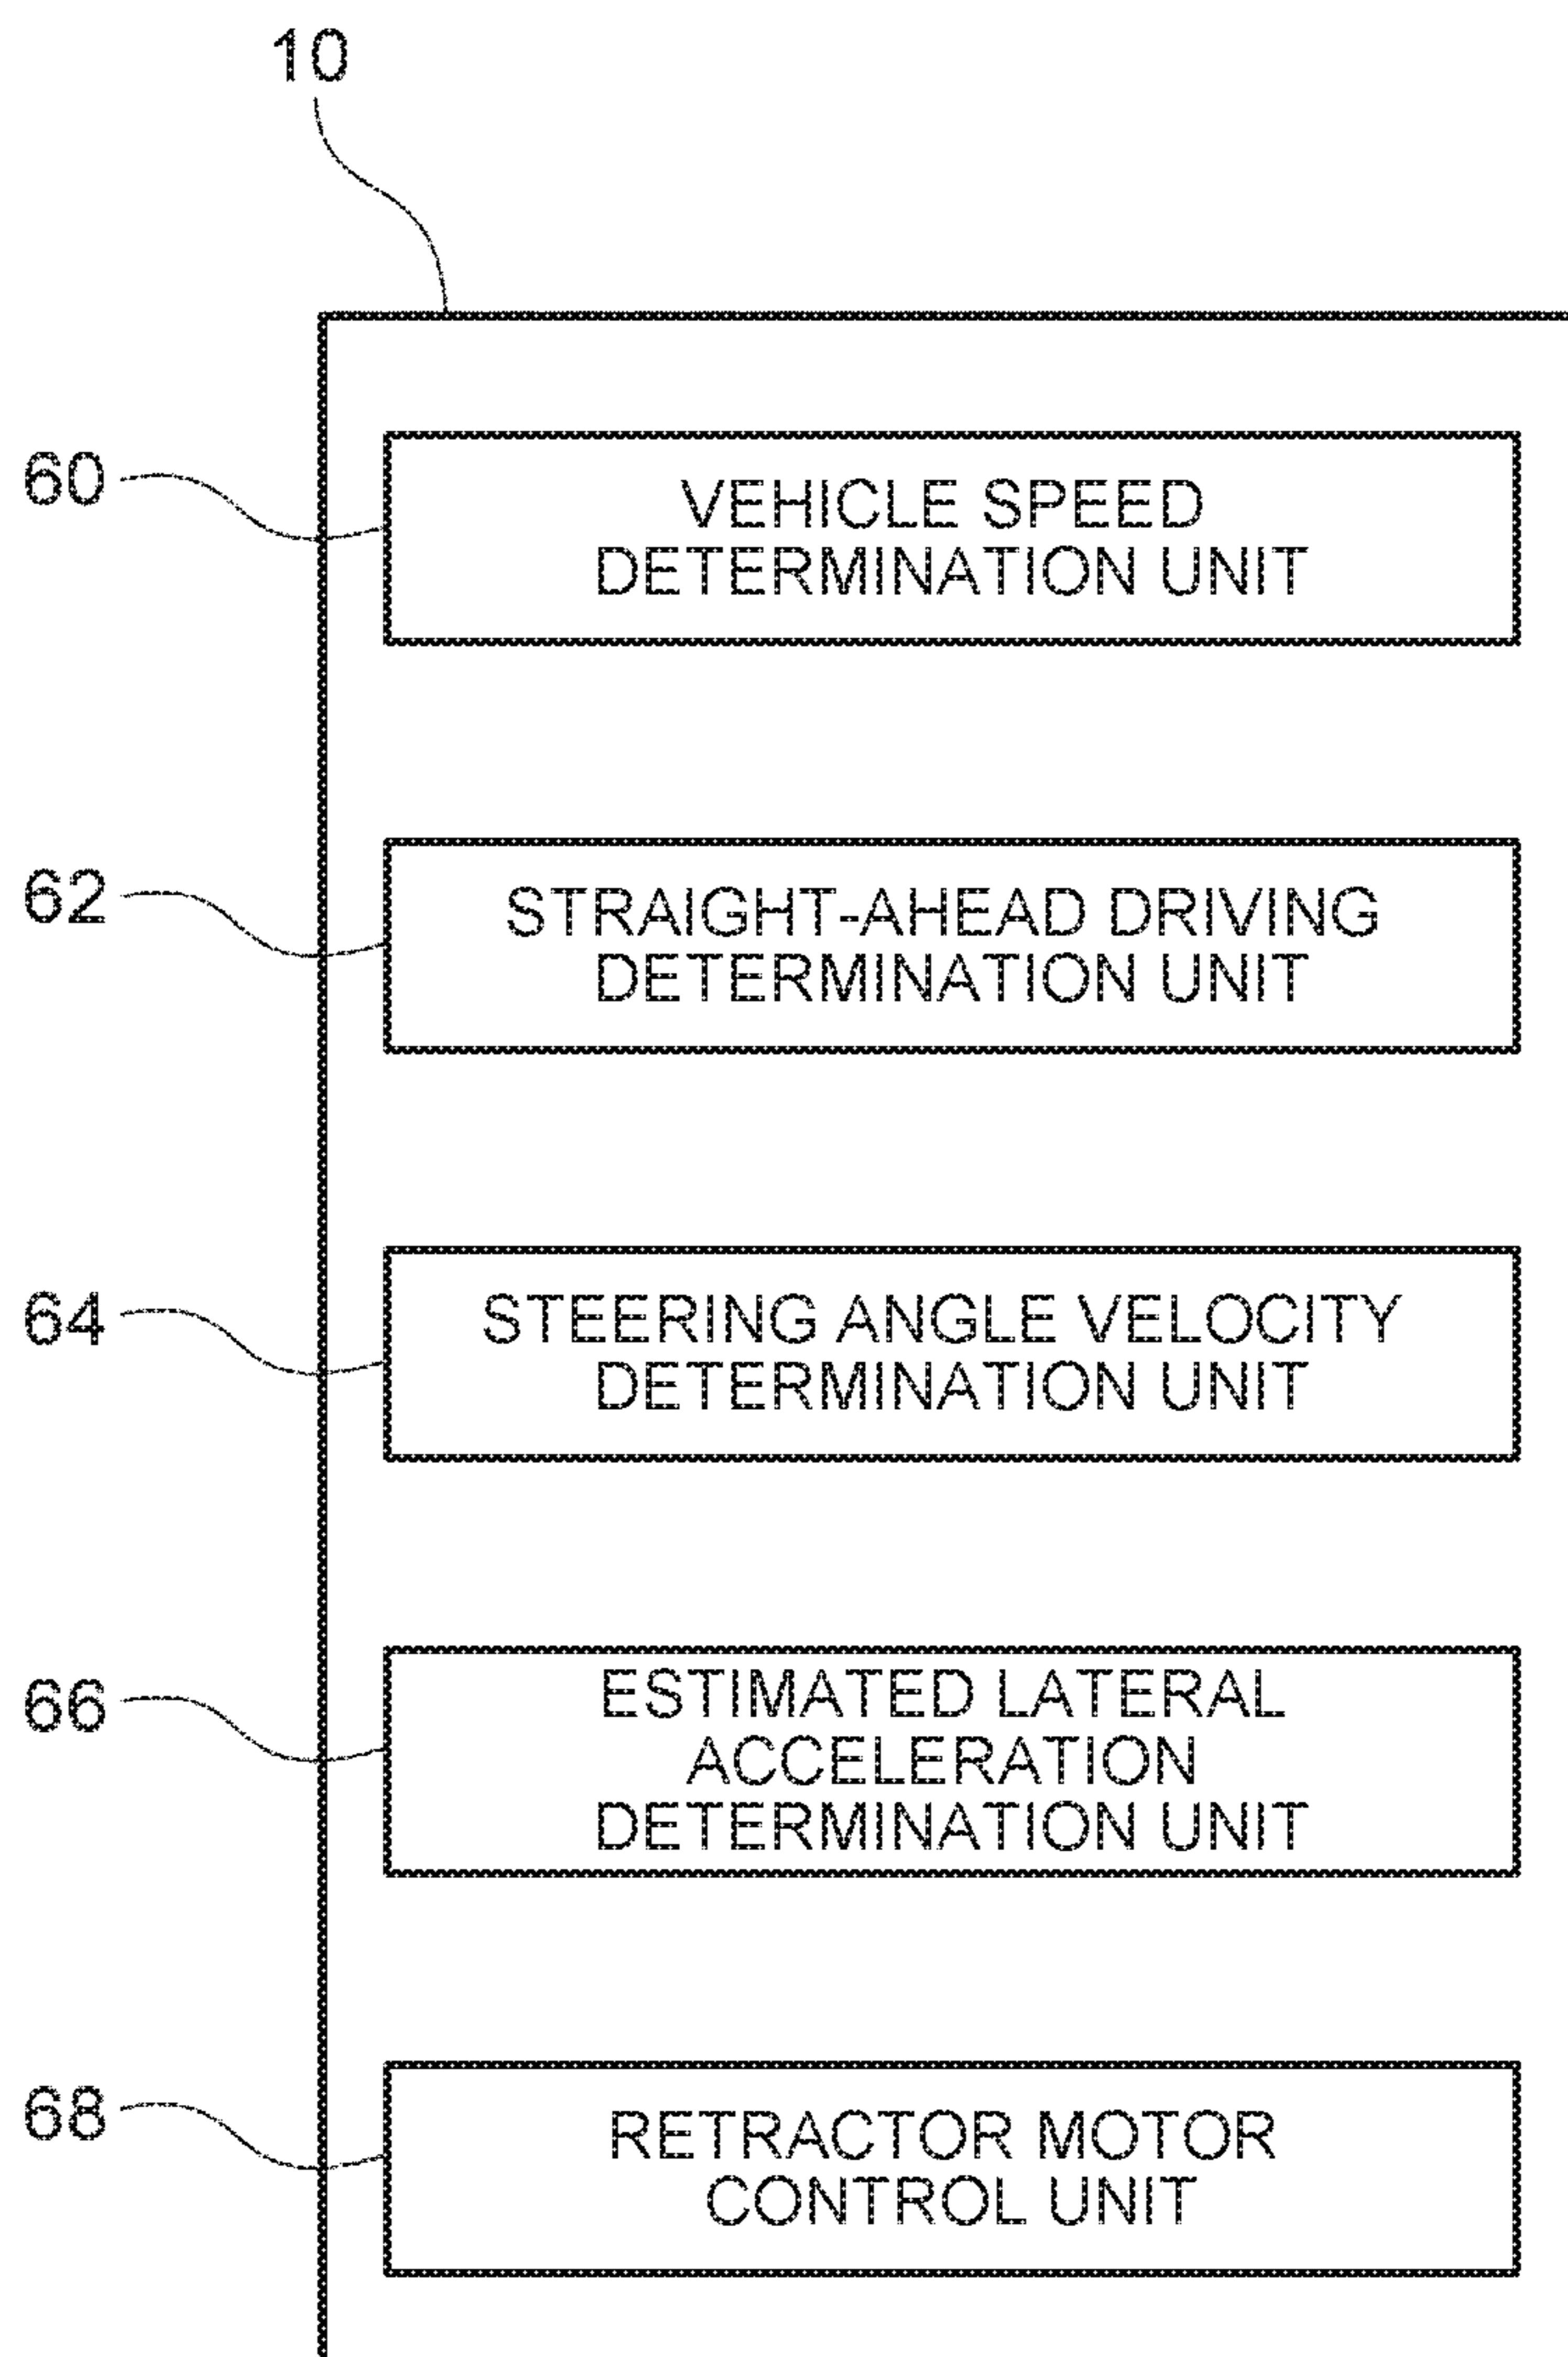 10
60
VEHICLE SPEED
DETERMINATION UNIT
62
STRAIGHT-AHEAD DRIVING
DETERMINATION UNIT
64
STEERING ANGLE VELOCITY
DETERMINATION UNIT
66
ESTIMATED LATERAL
ACCELERATION
DETERMINATION UNIT
68
RETRACTOR MOTOR
CONTROL UNIT